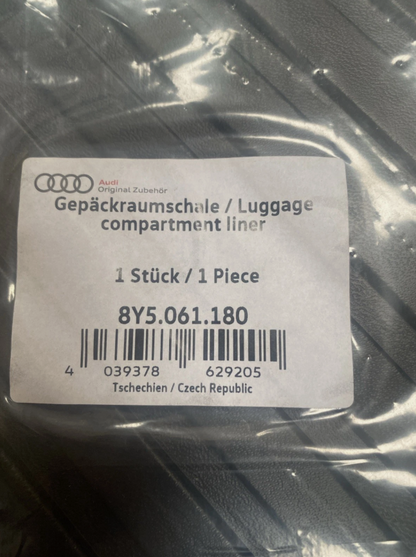 Audi
Original Zubehör
Gepäckraumschale / Luggage
compartment liner
1 Stück / 1 Piece
8Y5.061.180
4 039378 629205
Tschechien / Czech Republic